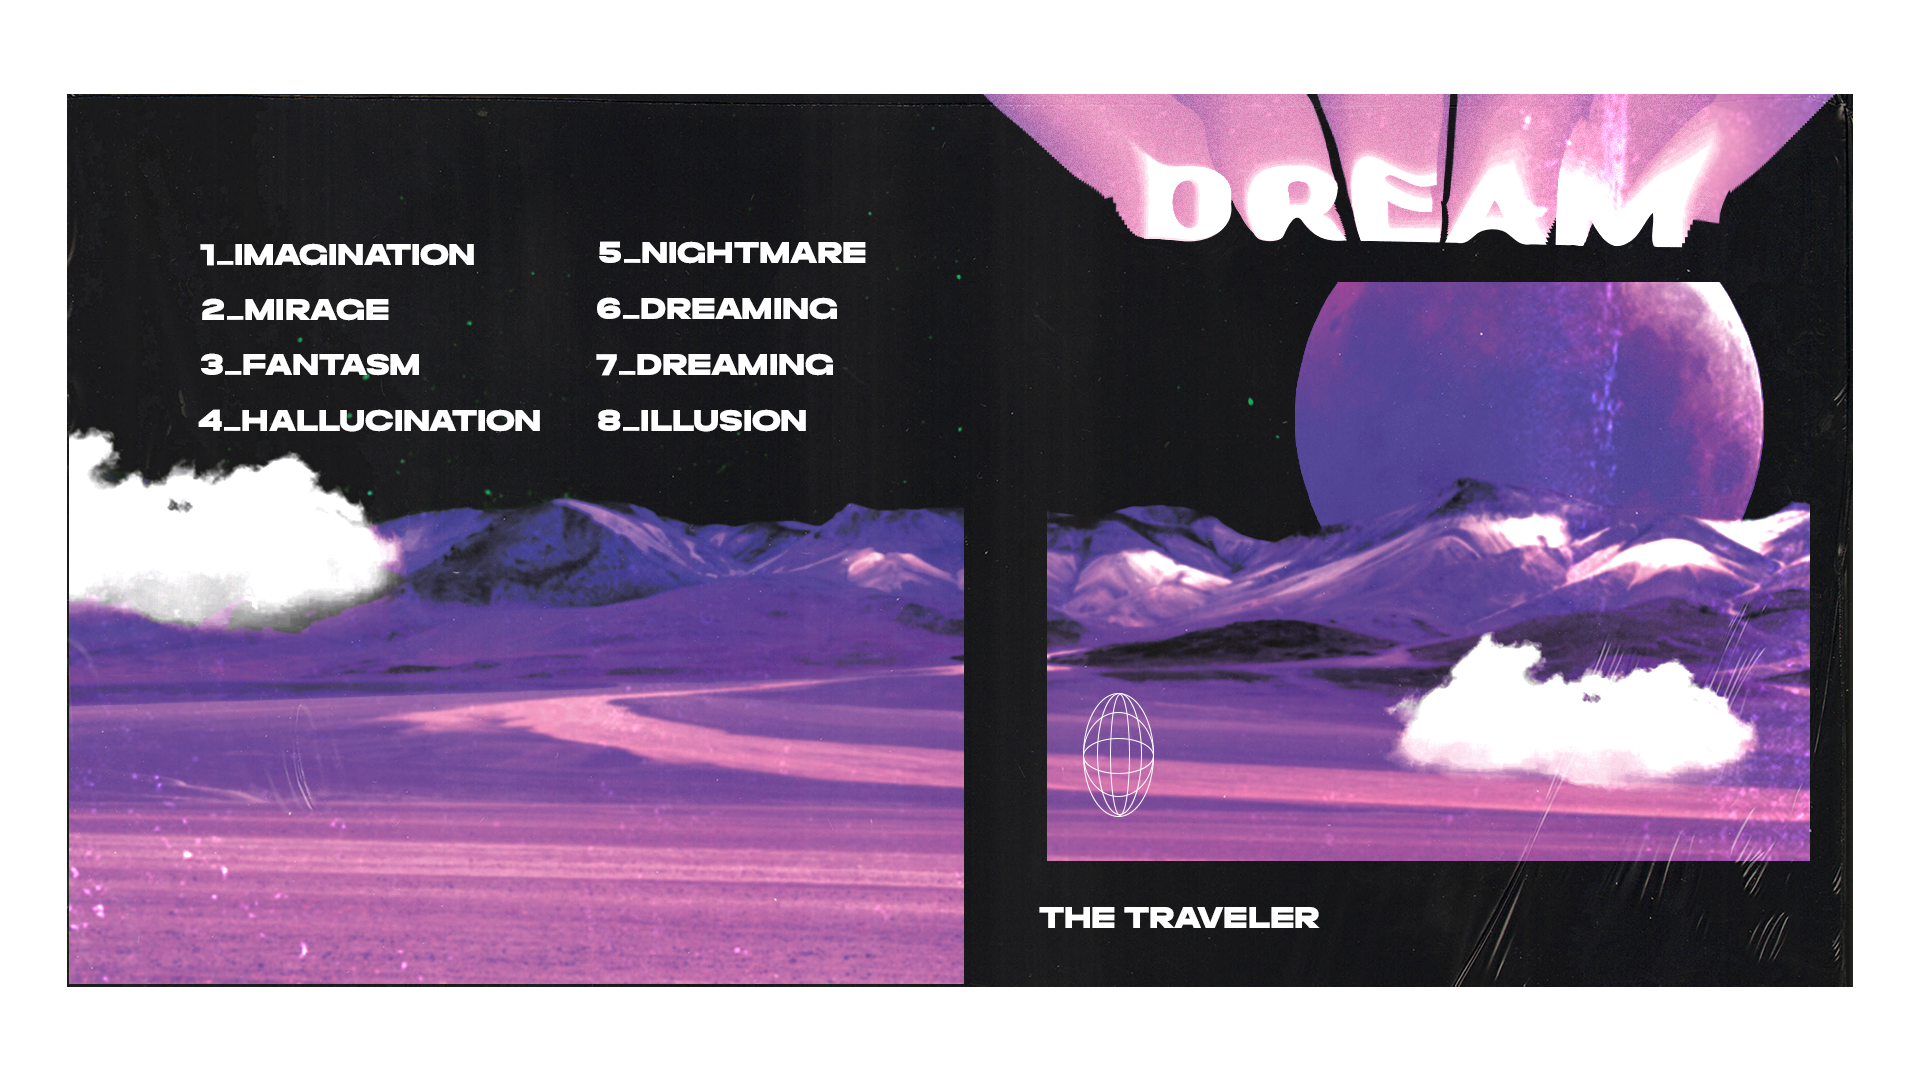 1_IMAGINATION
2_MIRAGE
3_FANTASM
4_HALLUCINATION
5_NIGHTMARE
6_DREAMING
7_DREAMING
8_ILLUSION
DREAM
THE TRAVELER